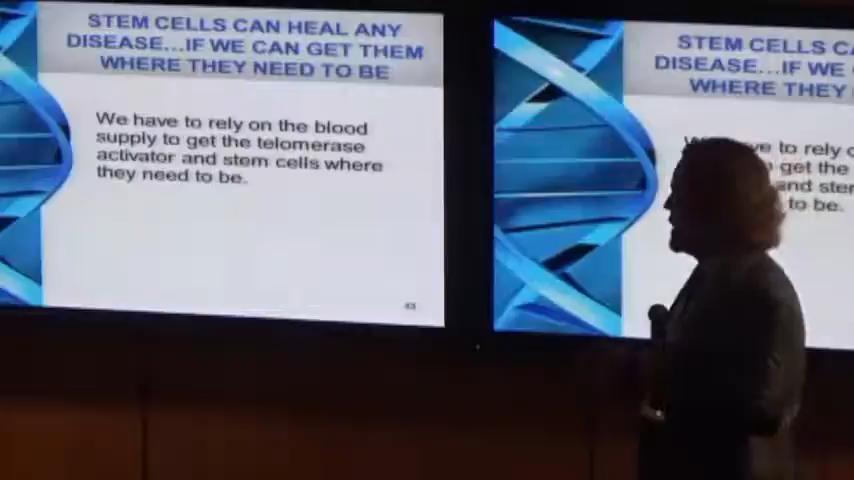 STEM CELLS CAN HEAL ANY
DISEASE...IF WE CAN GET THEM
WHERE THEY NEED TO BE
We have to rely on the blood
supply to get the telomerase
activator and stem cells where
they need to be.
43
STEM CELLS CA
DISEASE...IF WE
WHERE THEY
ve to rely o
get the
and ster
to be.